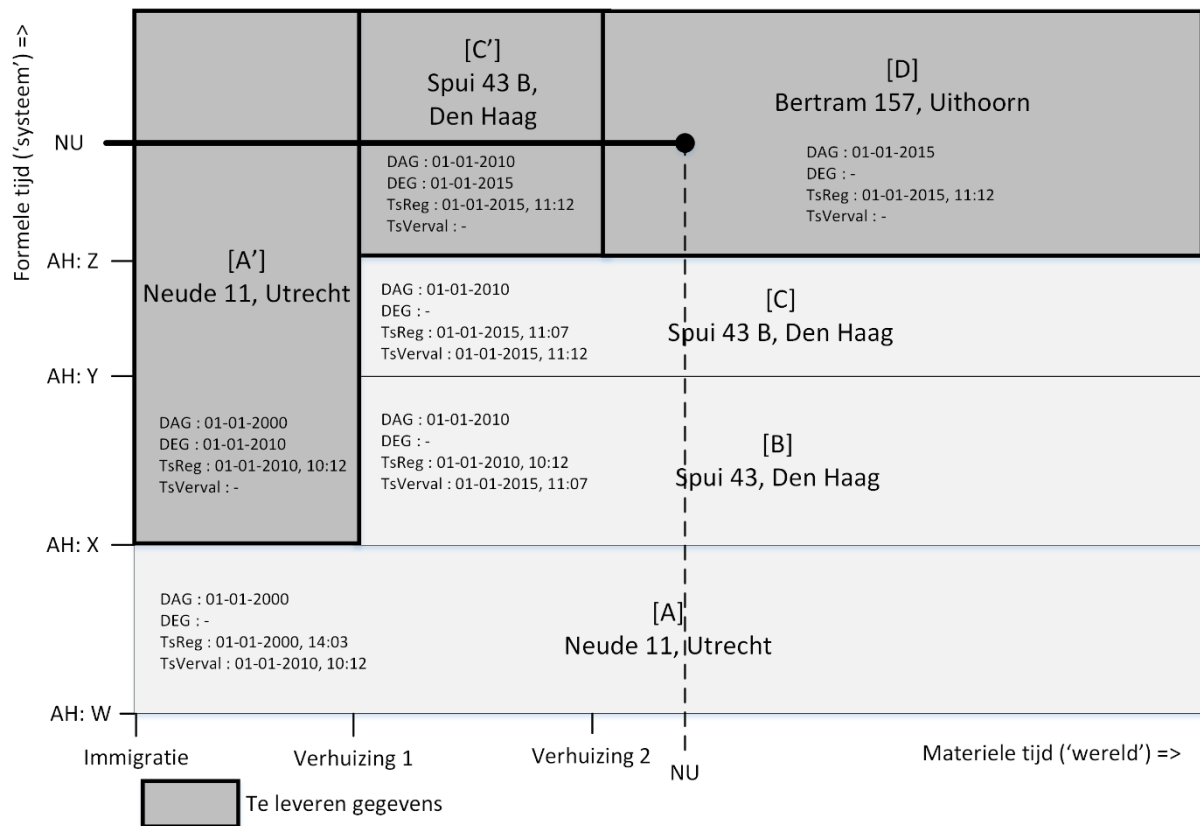 Formele tijd (‘systeem’) =>
[C’]
Spui 43 B,
Den Haag
[D]
Bertram 157, Uithoorn
NU
DAG : 01-01-2010
DEG : 01-01-2015
TsReg : 01-01-2015, 11:12
TsVerval : -
DAG : 01-01-2015
DEG : -
TsReg : 01-01-2015, 11:12
TsVerval : -
AH: Z
[A’]
Neude 11, Utrecht
DAG : 01-01-2010
DEG : -
TsReg : 01-01-2015, 11:07
TsVerval : 01-01-2015, 11:12
[C]
Spui 43 B, Den Haag
AH: Y
DAG : 01-01-2000
DEG : 01-01-2010
TsReg : 01-01-2010, 10:12
TsVerval : -
DAG : 01-01-2010
DEG : -
TsReg : 01-01-2010, 10:12
TsVerval : 01-01-2015, 11:07
[B]
Spui 43, Den Haag
AH: X
DAG : 01-01-2000
DEG : -
TsReg : 01-01-2000, 14:03
TsVerval : 01-01-2010, 10:12
[A]
Neude 11, Utrecht
AH: W
Immigratie
Verhuizing 1
Verhuizing 2
NU
Materiele tijd (‘wereld’) =>
Te leveren gegevens